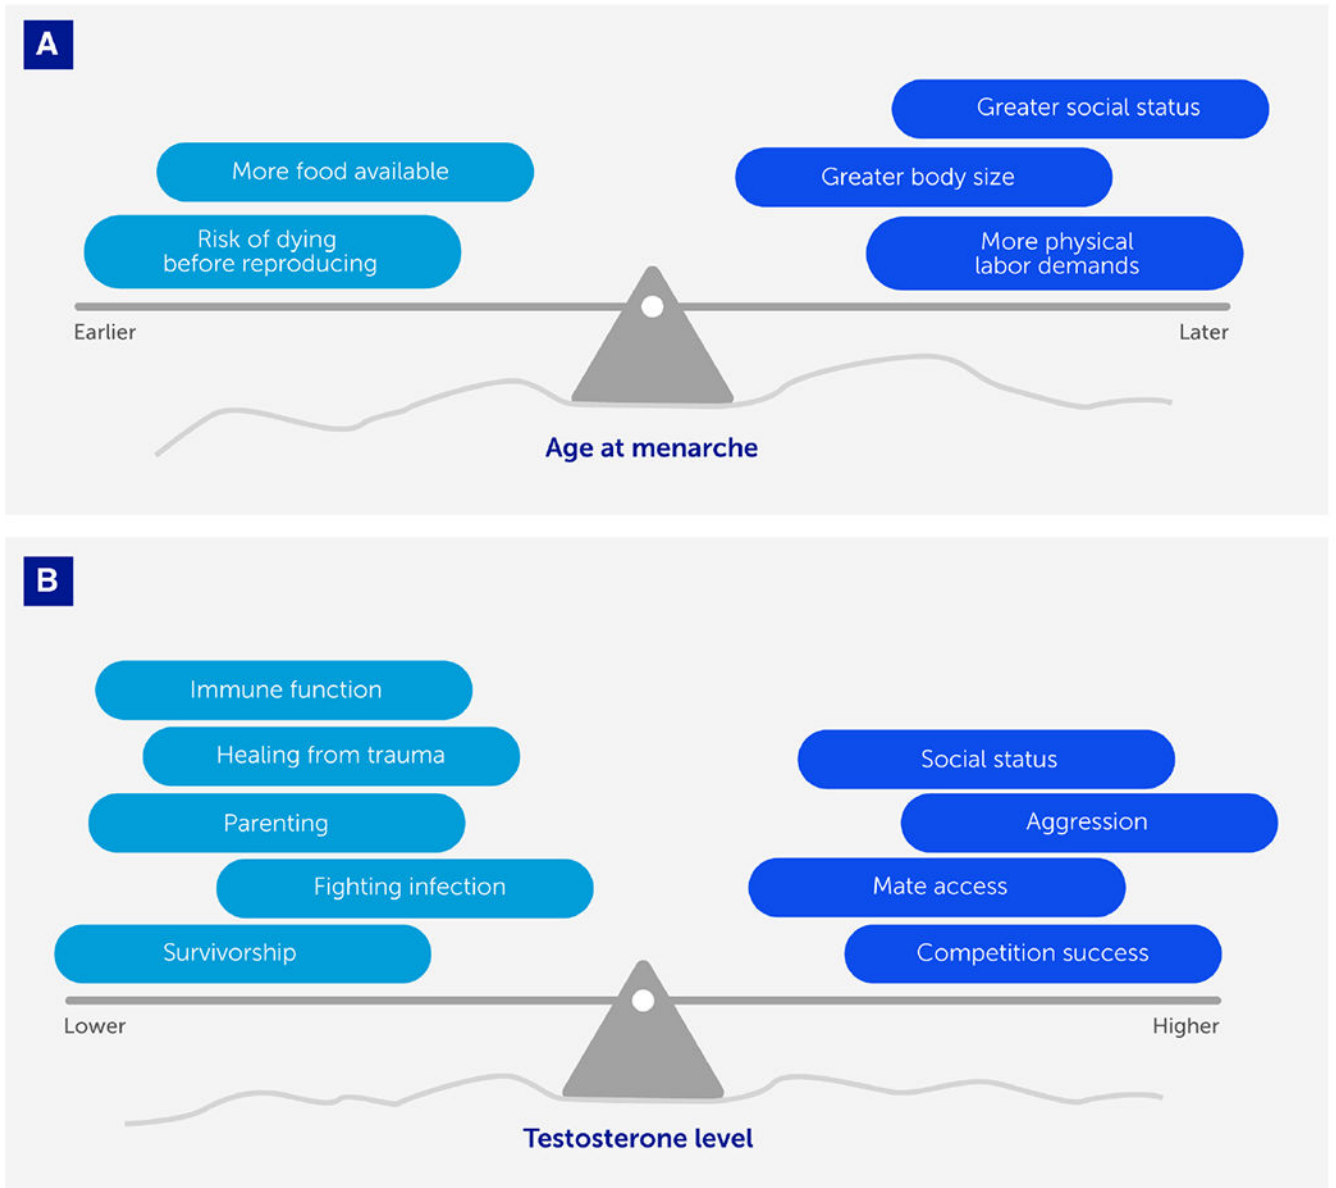 A
Greater social status
More food available
Greater body size
Risk of dying
before reproducing
More physical
labor demands
Earlier
Later
Age at menarche
B
Immune function
Healing from trauma
Social status
Parenting
Aggression
Fighting infection
Mate access
Survivorship
Competition success
Lower
Higher
Testosterone level